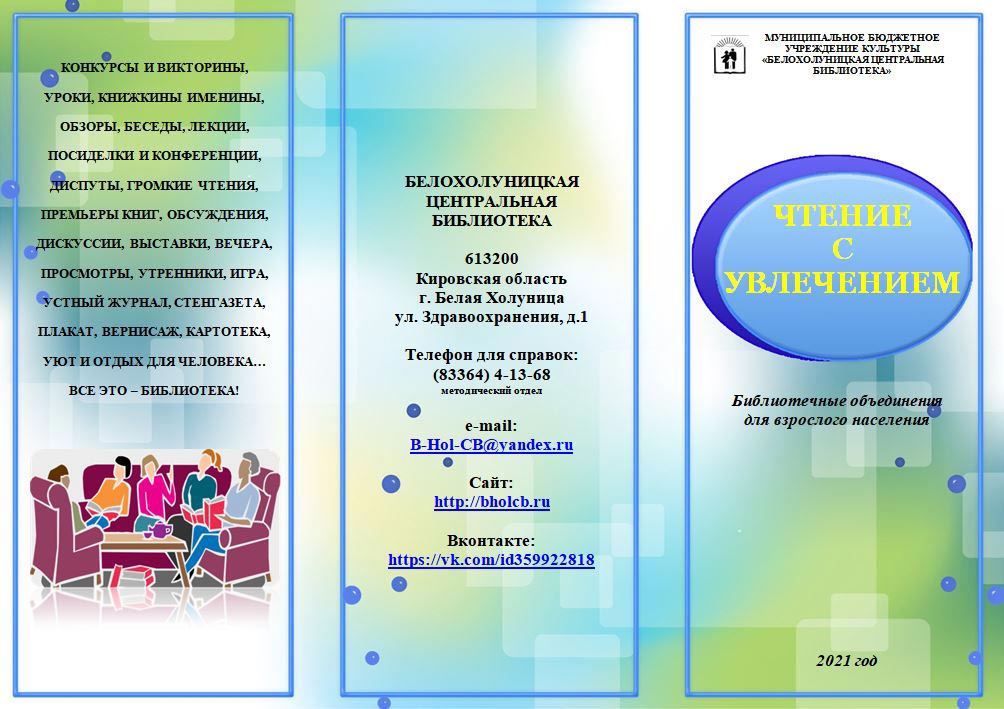 КОНКУРСЫ И ВИКТОРИНЫ,
УРОКИ, КНИЖКИНЫ ИМЕНИНЫ,
ОБЗОРЫ, БЕСЕДЫ, ЛЕКЦИИ,
ПОСИДЕЛКИ И КОНФЕРЕНЦИИ,
ДИСПУТЫ, ГРОМКИЕ ЧТЕНИЯ,
ПРЕМЬЕРЫ КНИГ, ОБСУЖДЕНИЯ,
ДИСКУССИИ, ВЫСТАВКИ, ВЕЧЕРА,
ПРОСМОТРЫ, УТРЕННИКИ, ИГРА,
УСТНЫЙ ЖУРНАЛ, СТЕНГАЗЕТА,
ПЛАКАТ, ВЕРНИСАЖ, КАРТОТЕКА,
УЮТ И ОТДЫХ ДЛЯ ЧЕЛОВЕКА…
ВСЕ ЭТО – БИБЛИОТЕКА!
БЕЛОХОЛУНИЦКАЯ
ЦЕНТРАЛЬНАЯ
БИБЛИОТЕКА
613200
Кировская область
г. Белая Холуница
ул. Здравоохранения, д.1
Телефон для справок:
(83364) 4-13-68
методический отдел
e-mail:
B-Hol-CB@yandex.ru
Сайт:
http://bholcb.ru
Вконтакте:
https://vk.com/id359922818
МУНИЦИПАЛЬНОЕ БЮДЖЕТНОЕ
УЧРЕЖДЕНИЕ КУЛЬТУРЫ
«БЕЛОХОЛУНИЦКАЯ ЦЕНТРАЛЬНАЯ
БИБЛИОТЕКА»
ЧТЕНИЕ
С
УВЛЕЧЕНИЕМ
Библиотечные объединения
для взрослого населения
2021 год